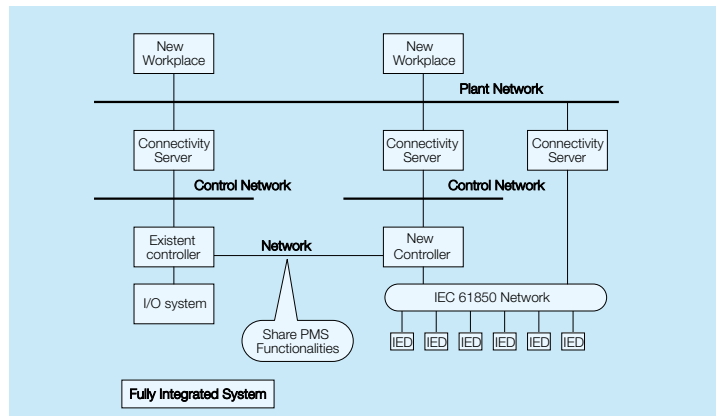 New
Workplace
New
Workplace
Plant Network
Connectivity
Server
Connectivity
Server
Connectivity
Server
Control Network
Control Network
Existent
controller
Network
New
Controller
I/O system
IEC 61850 Network
Share PMS
Functionalities
IED
IED
IED
IED
IED
IED
Fully Integrated System